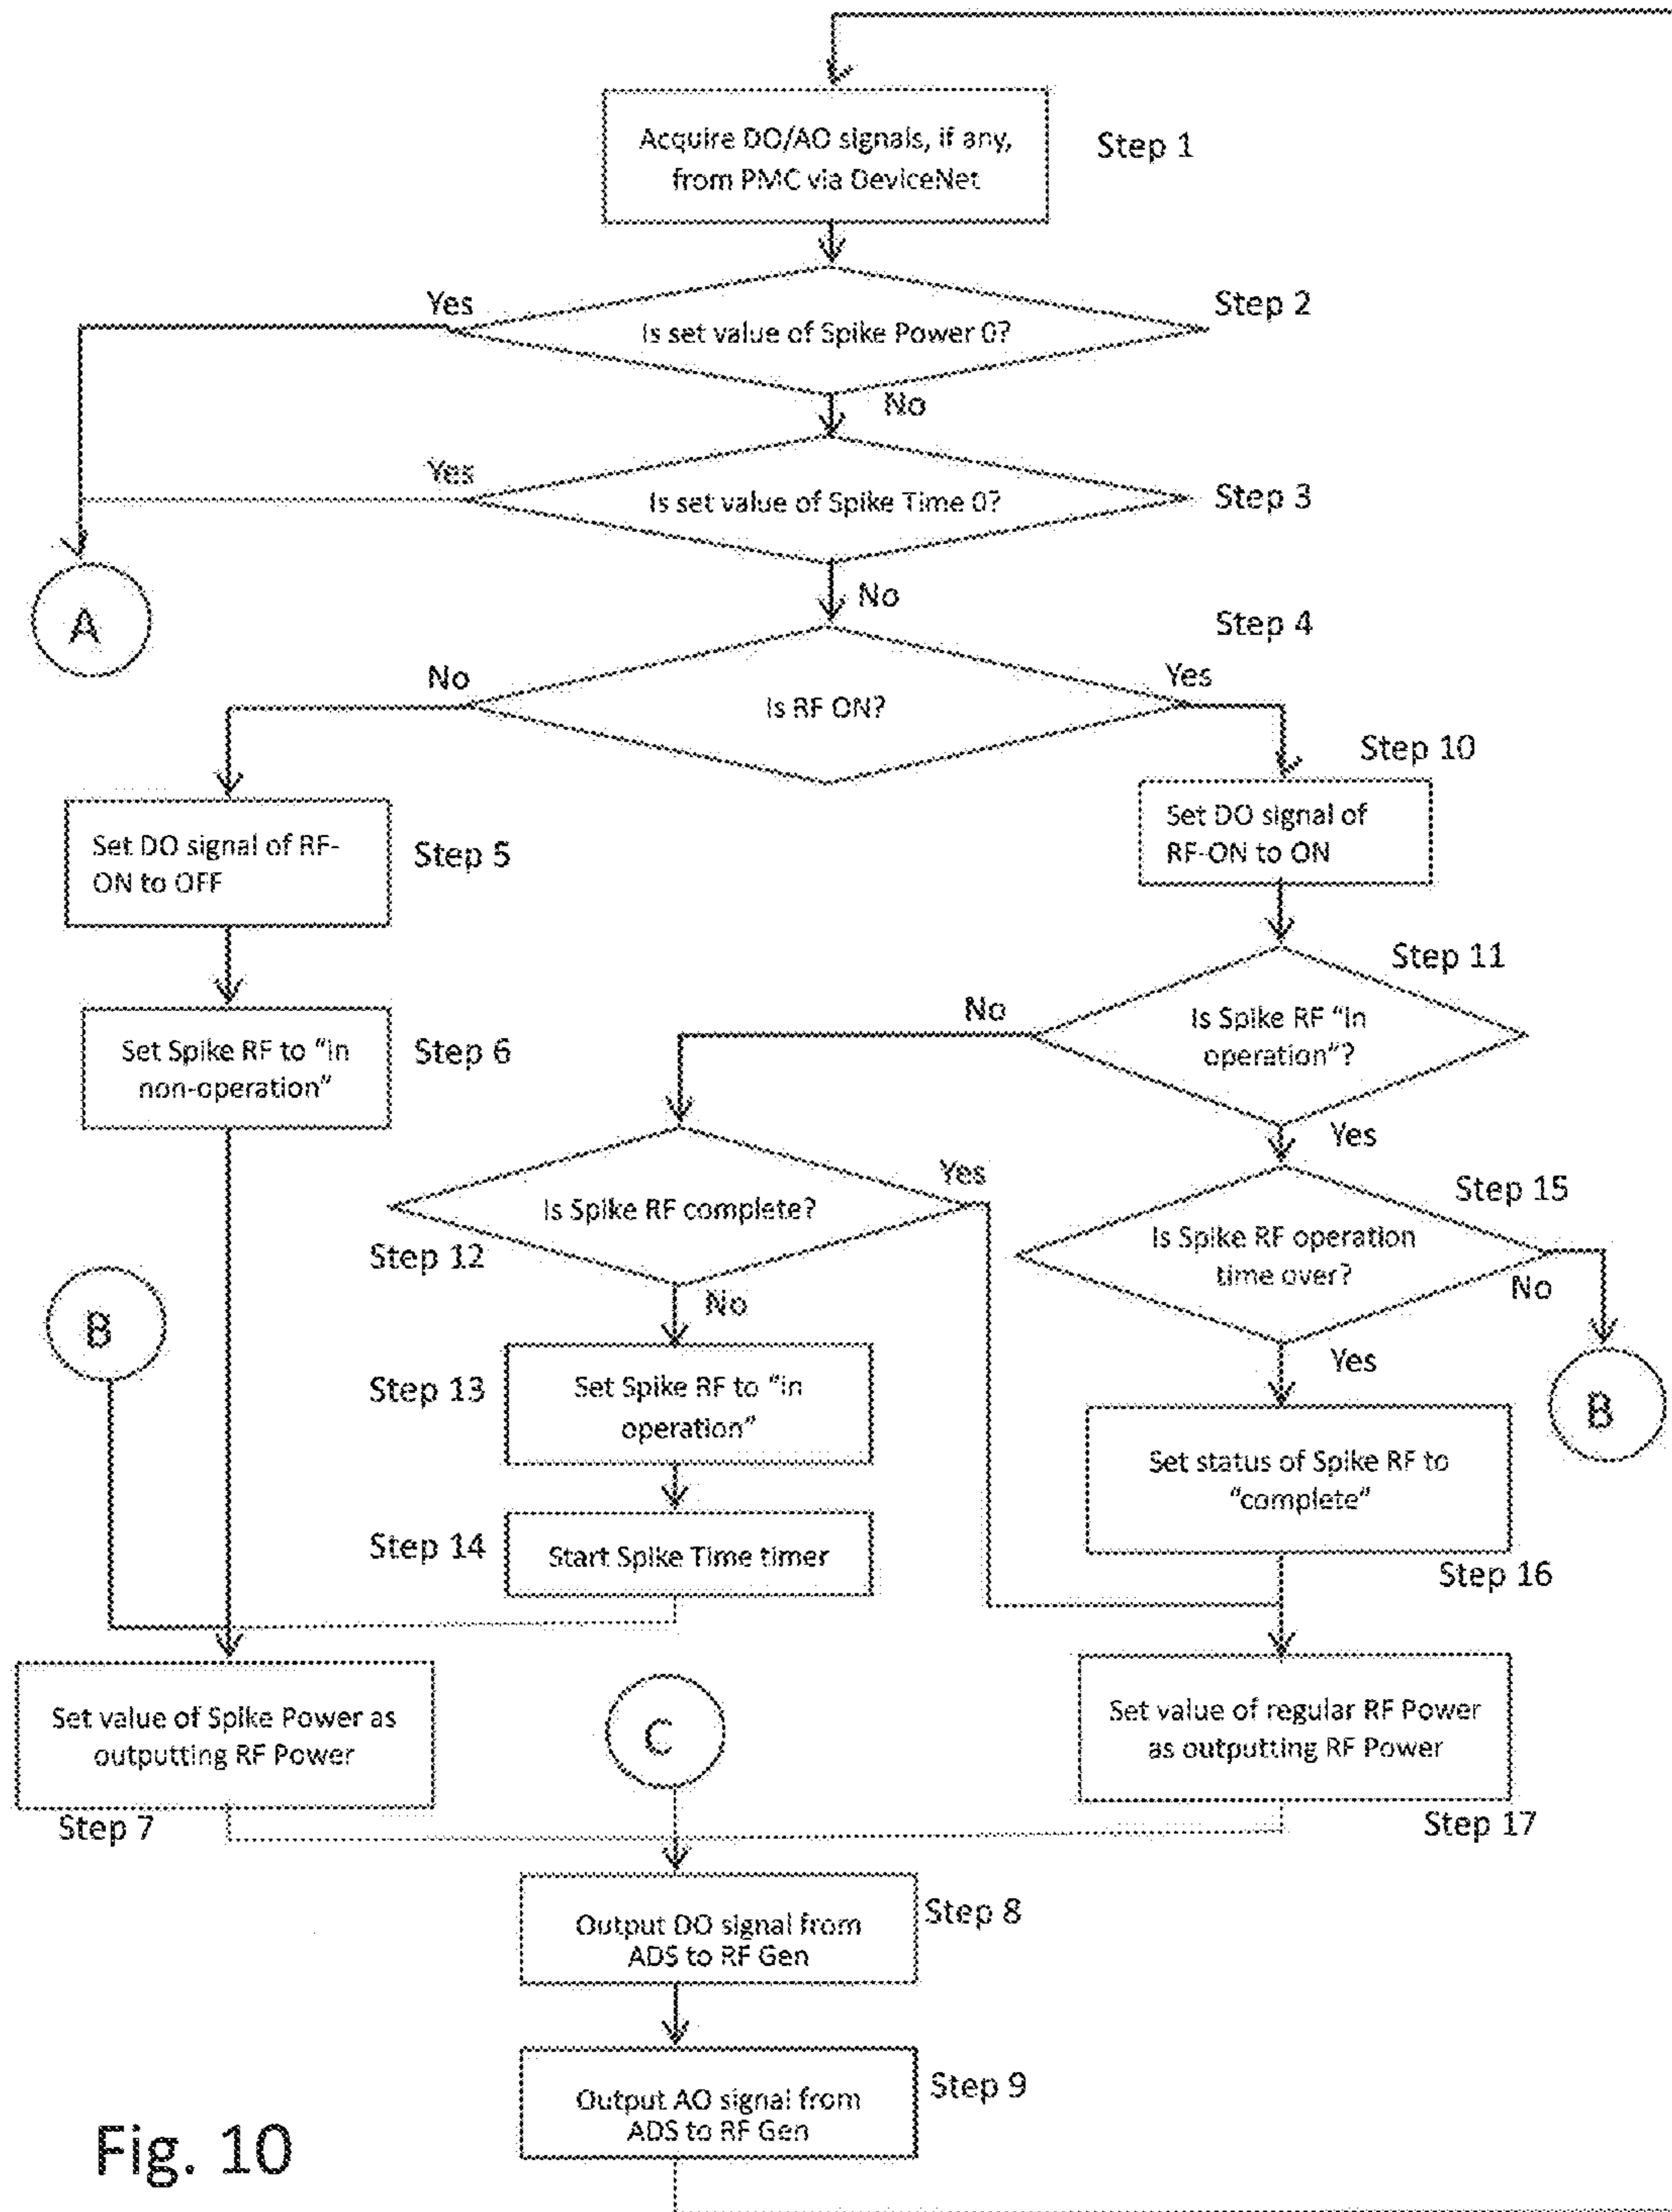 Acquire DO/AO signals, if any,
from PMC via DeviceNet
Step 1
Yes
Step 2
Is set value of Spike Power 0?
No
Yes
Is set value of Spike Time 0?
Step 3
No
A
Step 4
No
Yes
Is RF ON?
Step 10
Set DO signal of RF-
ON to OFF
Step 5
Set DO signal of
RF-ON to ON
Step 11
No
Is Spike RF "in
operation"?
Set Spike RF to "in
non-operation"
Step 6
Yes
Yes
Step 15
Is Spike RF complete?
Step 12
Is Spike RF operation
time over?
No
B
No
Yes
Step 13
Set Spike RF to "in
operation"
B
Set status of Spike RF to
"complete"
Step 14
Start Spike Time timer
Step 16
Set value of Spike Power as
outputting RF Power
C
Set value of regular RF Power
as outputting RF Power
Step 7
Step 17
Output DO signal from
ADS to RF Gen
Step 8
Output AO signal from
ADS to RF Gen
Step 9
Fig. 10